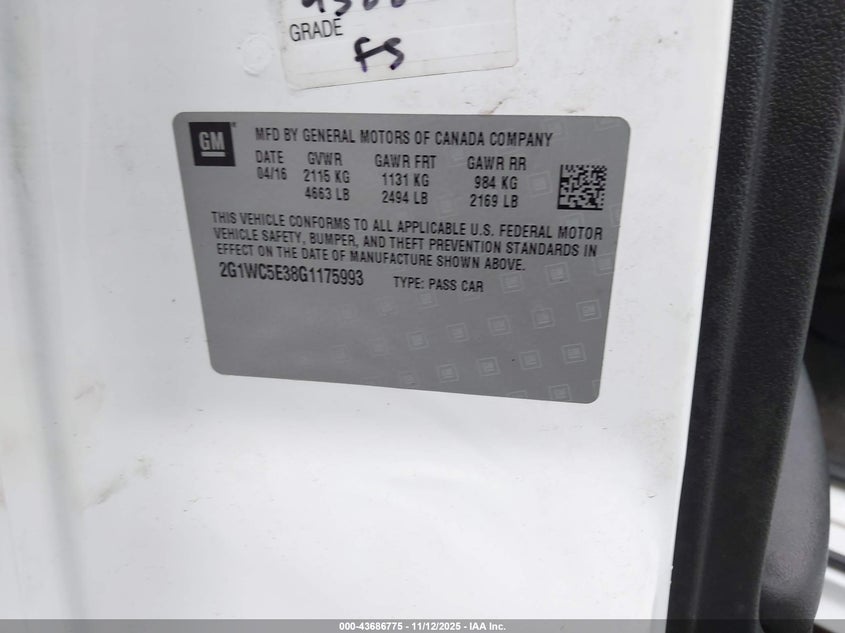 GRADE
FS
GM
MFD BY GENERAL MOTORS OF CANADA COMPANY
DATE GVWR GAWR FRT GAWR RR
04/16 2115 KG 1131 KG 984 KG
4663 LB 2494 LB 2169 LB
THIS VEHICLE CONFORMS TO ALL APPLICABLE U.S. FEDERAL MOTOR
VEHICLE SAFETY, BUMPER, AND THEFT PREVENTION STANDARDS IN
EFFECT ON THE DATE OF MANUFACTURE SHOWN ABOVE.
2G1WC5E38G1175993 TYPE: PASS CAR
000-43686775 - 11/12/2025 - IAA Inc.